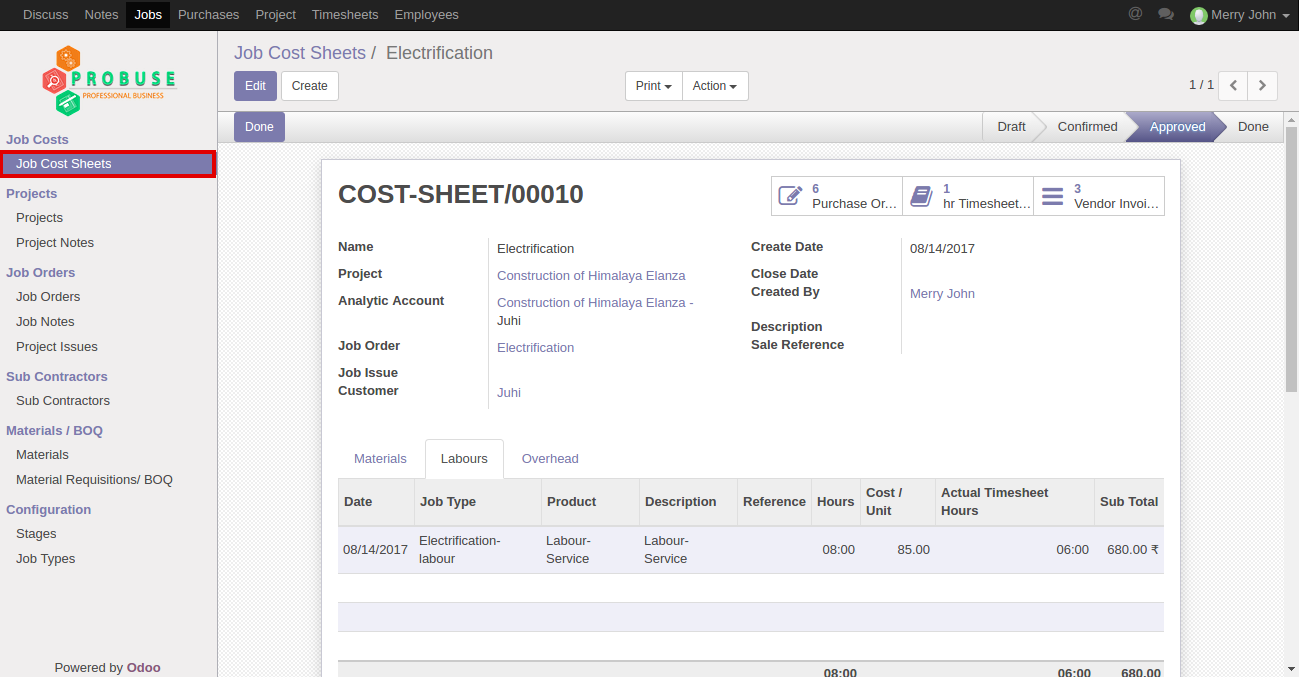 Discuss Notes Jobs Purchases Project Timesheets Employees @ Merry John
PROBUSE
PROFESSIONAL BUSINESS
Job Costs
Job Cost Sheets
Projects
Projects
Project Notes
Job Orders
Job Orders
Job Notes
Project Issues
Sub Contractors
Sub Contractors
Materials / BOQ
Materials
Material Requisitions/ BOQ
Configuration
Stages
Job Types
Powered by Odoo
Job Cost Sheets / Electrification
Edit Create Print Action 1 / 1
Done Draft Confirmed Approved Done
COST-SHEET/00010
6 Purchase Or...
1 hr Timesheet...
3 Vendor Invoi...
Name Electrification
Project Construction of Himalaya Elanza
Analytic Account Construction of Himalaya Elanza -
Juhi
Job Order Electrification
Job Issue
Customer Juhi
Create Date 08/14/2017
Close Date
Created By Merry John
Description
Sale Reference
Materials Labours Overhead
Date Job Type Product Description Reference Hours Cost / Unit Actual Timesheet Hours Sub Total
08/14/2017 Electrification-labour Labour-Service Labour-Service 08:00 85.00 06:00 680.00 ₹
08:00 06:00 680.00